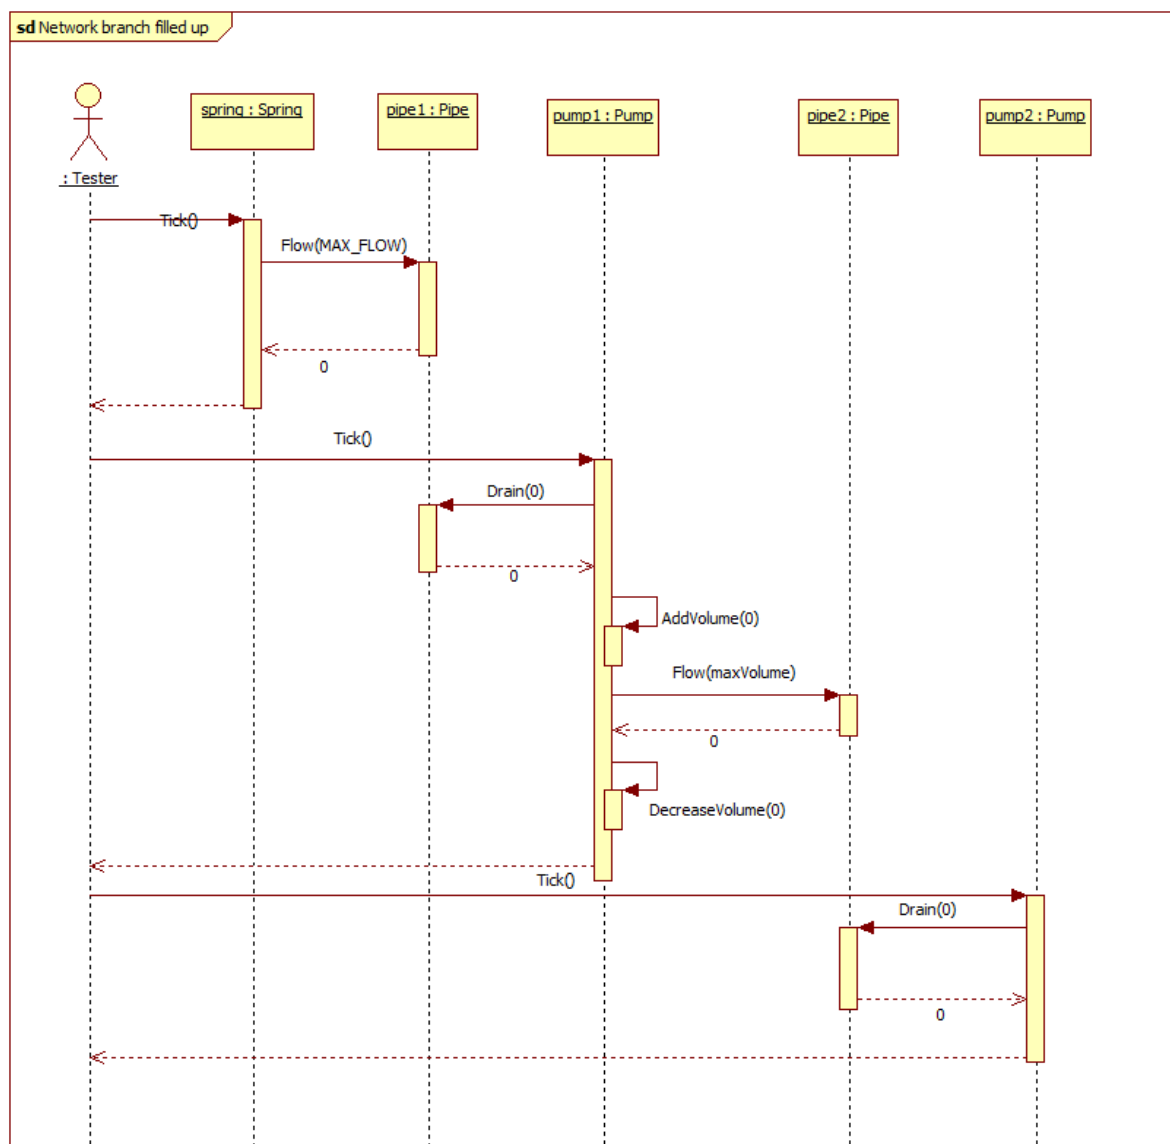 sd Network branch filled up
: Tester
spring : Spring
pipe1 : Pipe
pump1 : Pump
pipe2 : Pipe
pump2 : Pump
Tick()
Flow(MAX_FLOW)
0
Tick()
Drain(0)
0
AddVolume(0)
Flow(maxVolume)
0
DecreaseVolume(0)
Tick()
Drain(0)
0